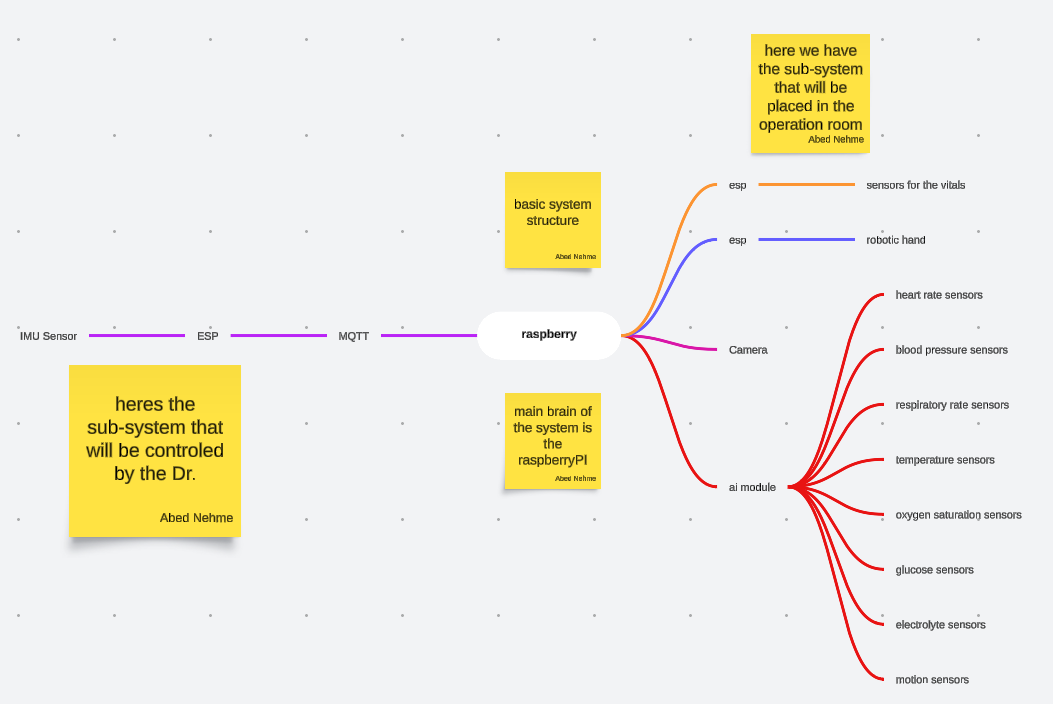 here we have
the sub-system
that will be
placed in the
operation room
Abed Nehme
basic system
structure
Abed Nehme
esp
sensors for the vitals
esp
robotic hand
heart rate sensors
IMU Sensor
ESP
MQTT
raspberry
Camera
blood pressure sensors
heres the
sub-system that
will be controled
by the Dr.
Abed Nehme
main brain of
the system is
the
raspberryPI
Abed Nehme
respiratory rate sensors
temperature sensors
ai module
oxygen saturation sensors
glucose sensors
electrolyte sensors
motion sensors